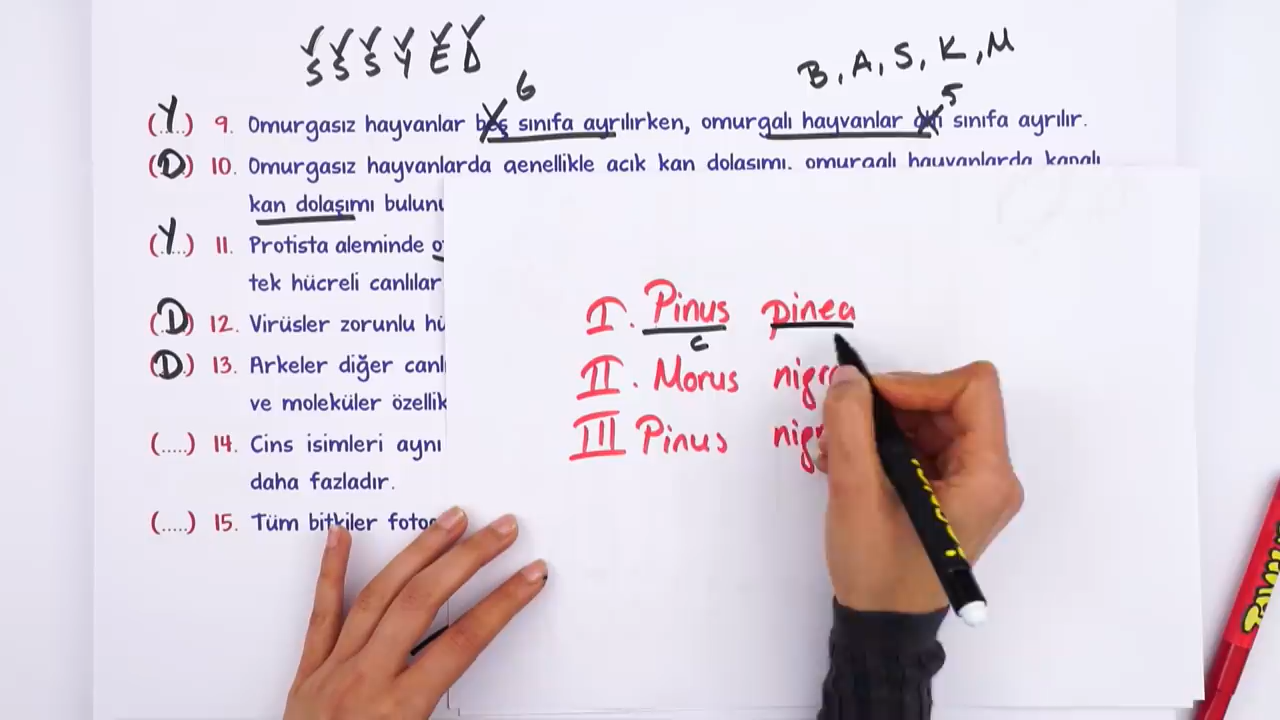 S S S Y E D
B, A, S, K, M
6
5
(Y) 9. Omurgasız hayvanlar beş sınıfa ayrılırken, omurgalı hayvanlar altı sınıfa ayrılır.
(D) 10. Omurgasız hayvanlarda genellikle açık kan dolaşımı, omurgalı hayvanlarda kapalı
kan dolaşımı bulunu
(Y) 11. Protista aleminde
tek hücreli canlılar
(D) 12. Virüsler zorunlu hü
(D) 13. Arkeler diğer canl
ve moleküler özellik
(....) 14. Cins isimleri aynı
daha fazladır.
(....) 15. Tüm bitkiler foto
I. Pinus pinea
c
II. Morus nigr
III Pinus nig